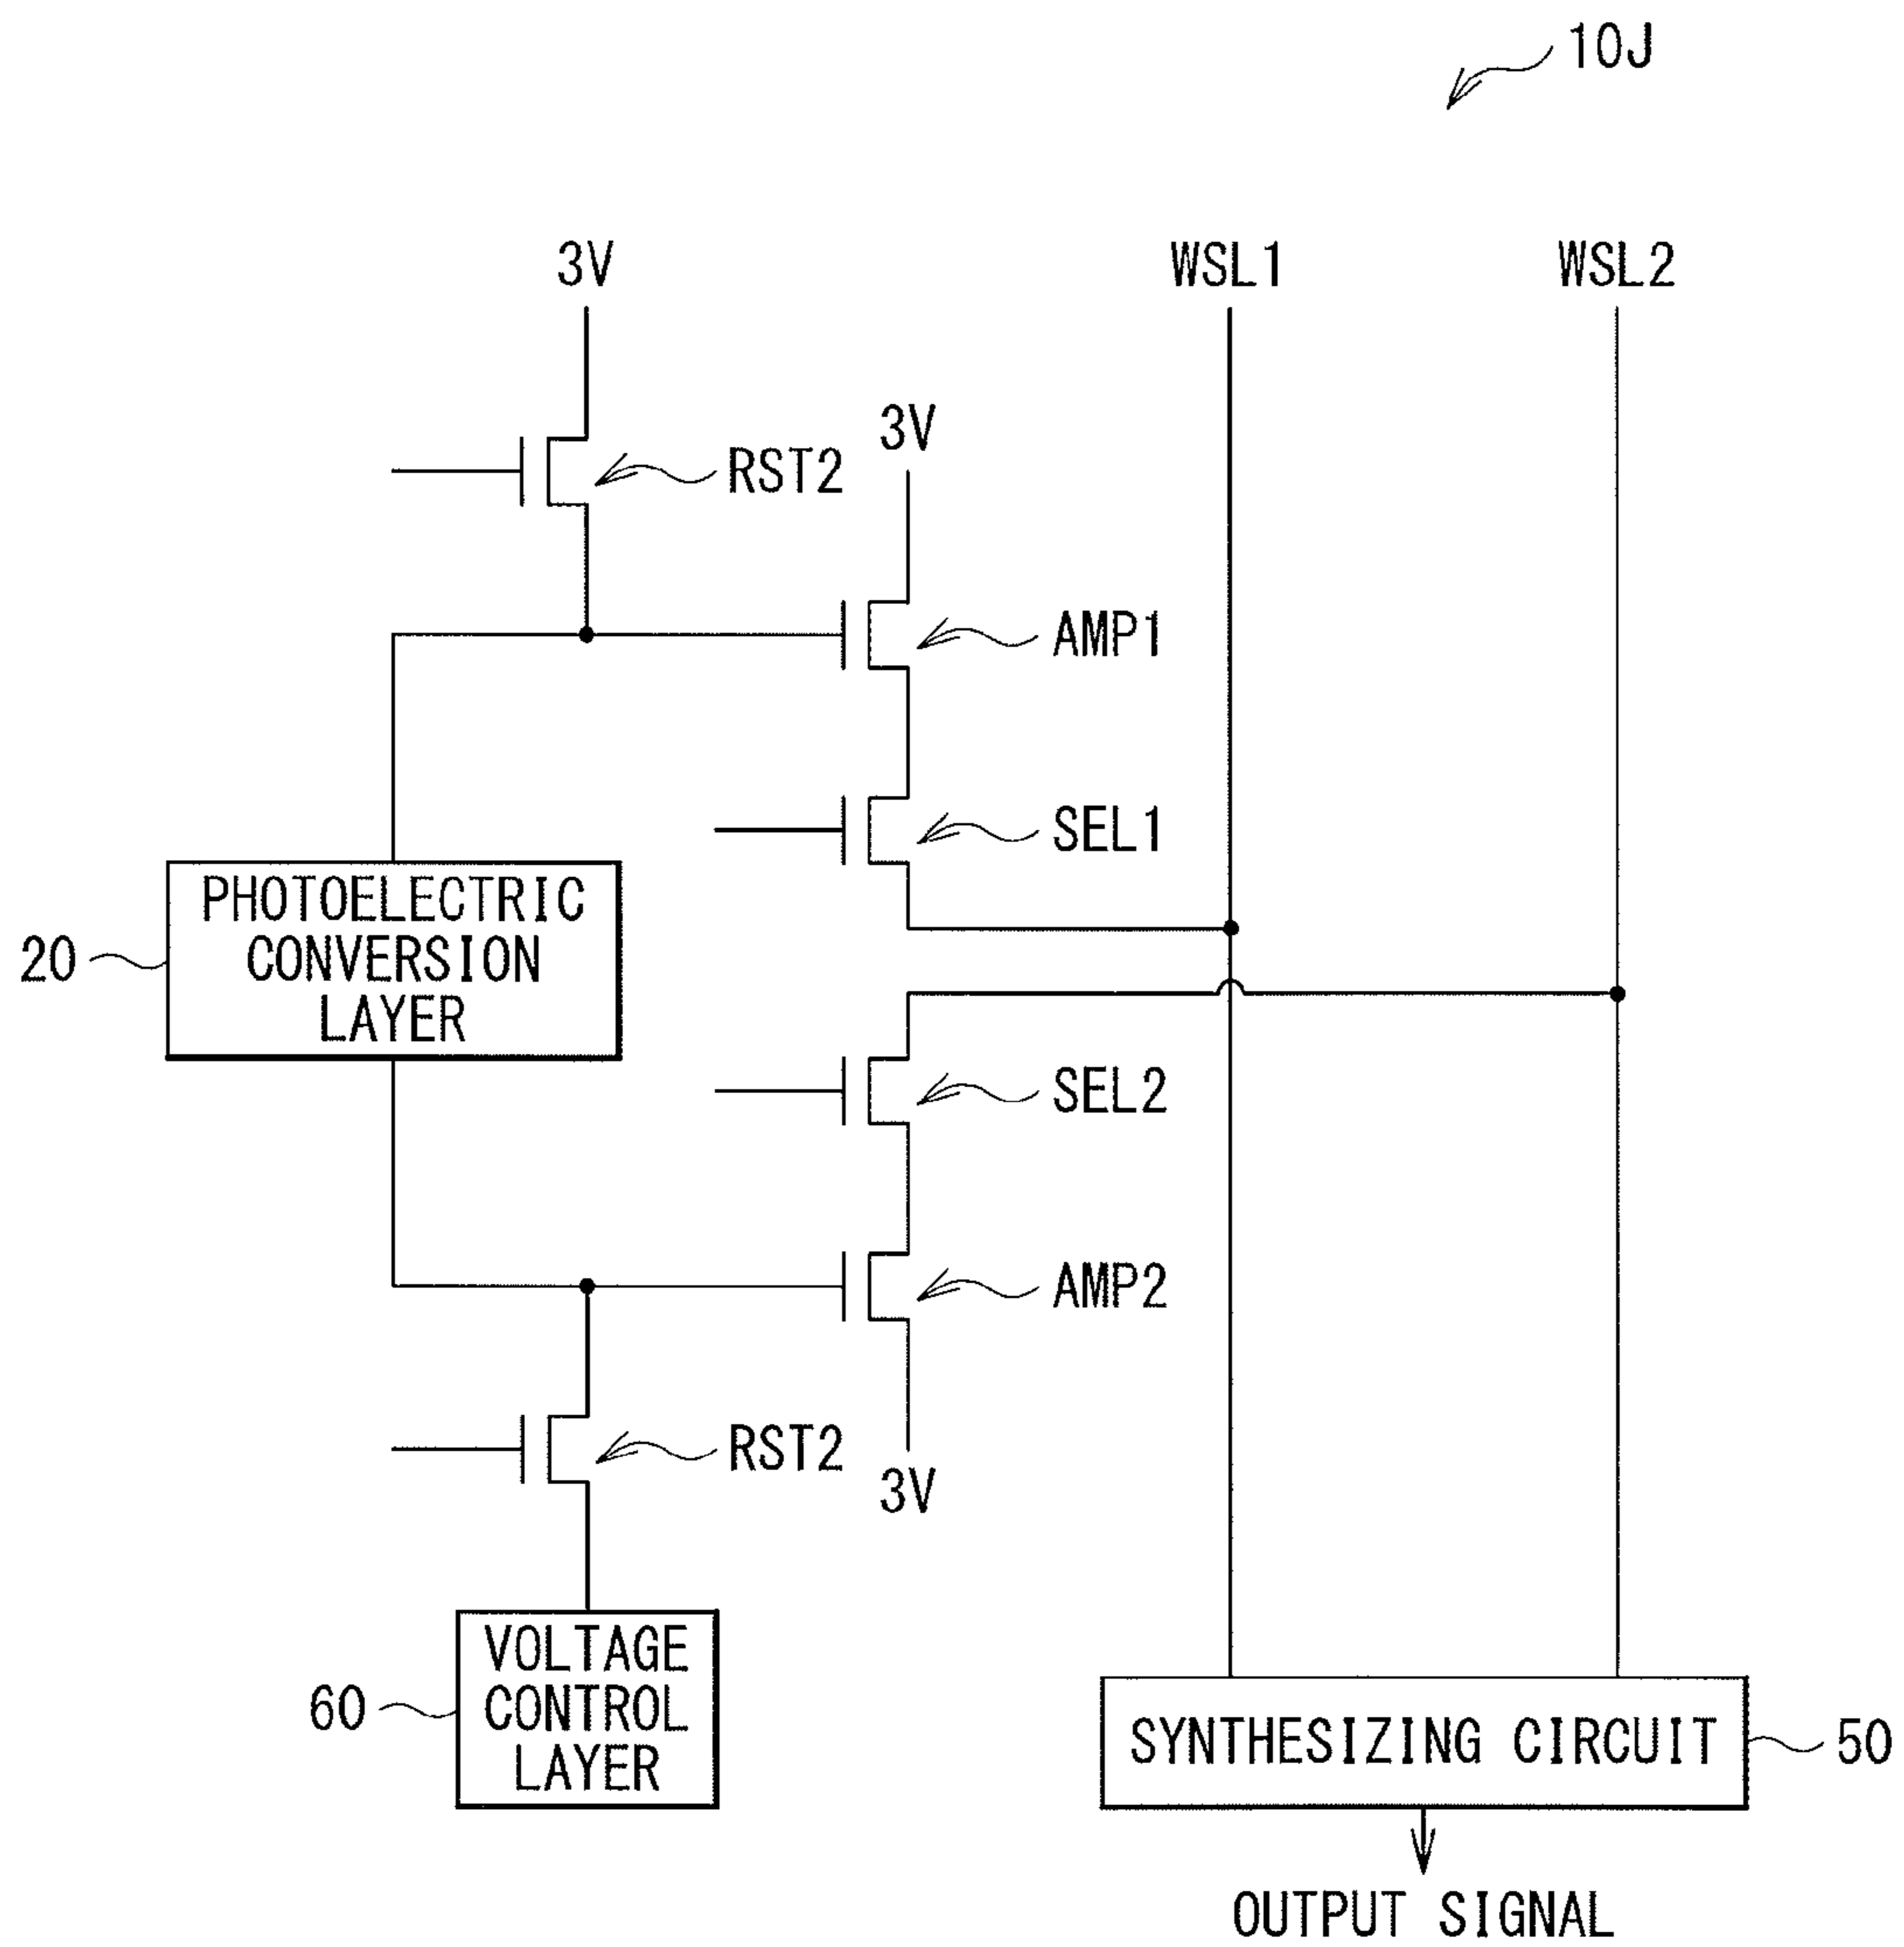 10J
3V
WSL1
WSL2
3V
RST2
AMP1
SEL1
PHOTOELECTRIC
CONVERSION
LAYER
20
SEL2
AMP2
RST2
3V
VOLTAGE
CONTROL
LAYER
60
SYNTHESIZING CIRCUIT
50
OUTPUT SIGNAL